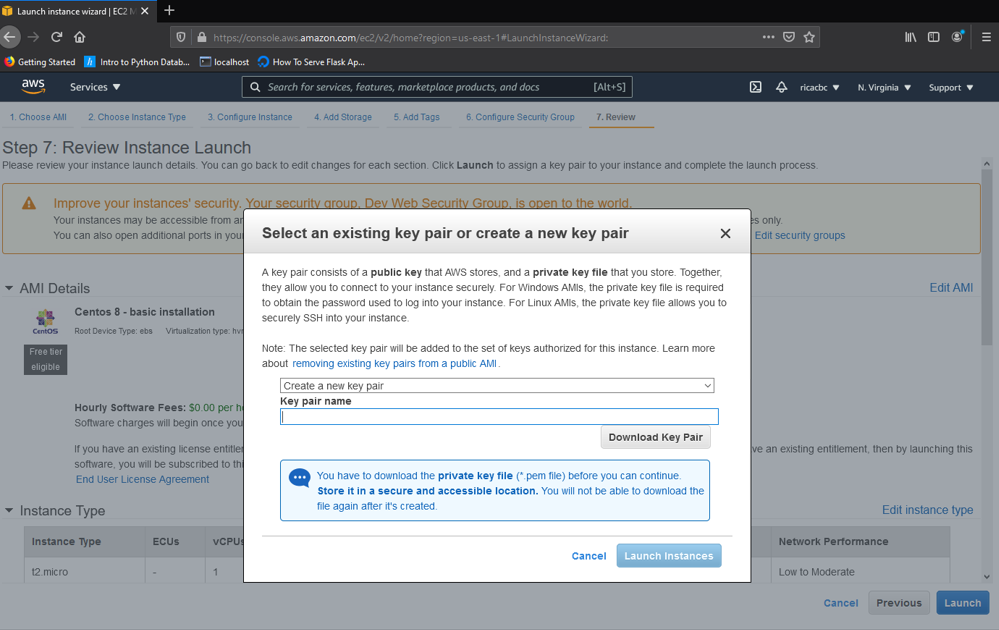 Launch instance wizard | EC2 M
https://console.aws.amazon.com/ec2/v2/home?region=us-east-1#LaunchInstanceWizard:
Getting Started Intro to Python Datab... localhost How To Serve Flask Ap...
aws Services Search for services, features, marketplace products, and docs [Alt+S] ricacbc N. Virginia Support
1. Choose AMI 2. Choose Instance Type 3. Configure Instance 4. Add Storage 5. Add Tags 6. Configure Security Group 7. Review
Step 7: Review Instance Launch
Please review your instance launch details. You can go back to edit changes for each section. Click Launch to assign a key pair to your instance and complete the launch process.
Improve your instances' security. Your security group, Dev Web Security Group, is open to the world.
Your instances may be accessible from an
es only.
You can also open additional ports in your
Edit security groups
Select an existing key pair or create a new key pair
A key pair consists of a public key that AWS stores, and a private key file that you store. Together,
they allow you to connect to your instance securely. For Windows AMIs, the private key file is required
to obtain the password used to log into your instance. For Linux AMIs, the private key file allows you to
securely SSH into your instance.
Note: The selected key pair will be added to the set of keys authorized for this instance. Learn more
about removing existing key pairs from a public AMI.
Create a new key pair
Key pair name
Download Key Pair
You have to download the private key file (*.pem file) before you can continue.
Store it in a secure and accessible location. You will not be able to download the
file again after it's created.
Cancel Launch Instances
AMI Details Edit AMI
Centos 8 - basic installation
CentOS Root Device Type: ebs Virtualization type: hvm
Free tier
eligible
Hourly Software Fees: $0.00 per h
Software charges will begin once you
If you have an existing license entitle
ve an existing entitlement, then by launching this
software, you will be subscribed to th
End User License Agreement
Instance Type Edit instance type
Instance Type ECUs vCPUs Network Performance
t2.micro - 1 Low to Moderate
Cancel Previous Launch